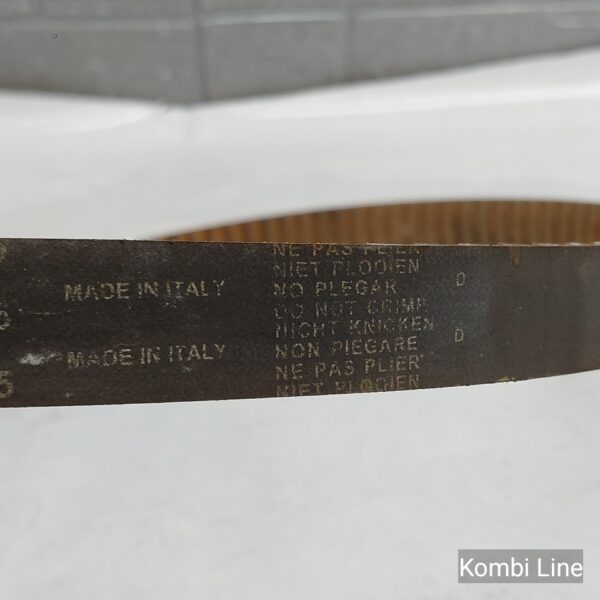 NE PAS PLIER
NIET PLOOIEN
NO PLEGAR
DO NOT CRIMP
NICHT KNICKEN
NON PIEGARE
NE PAS PLIER
NIET PLOOIEN
MADE IN ITALY
MADE IN ITALY
D
D
5
Kombi Line